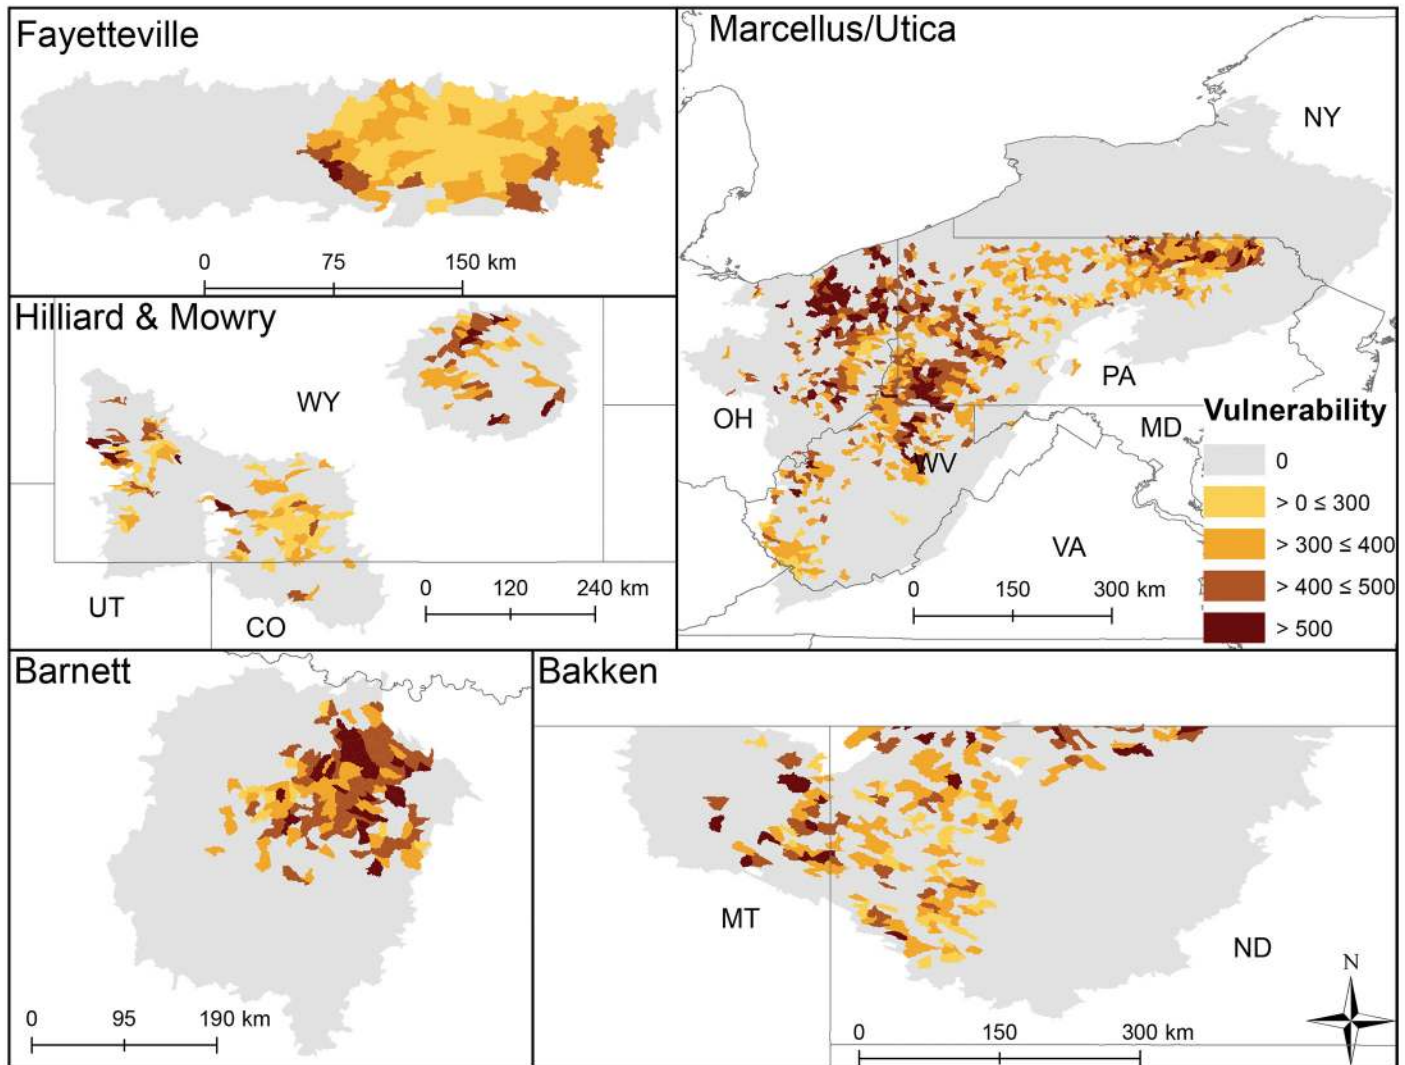 Fayetteville
0 75 150 km
Marcellus/Utica
NY
PA
OH
MD
WV
VA
0 150 300 km
Vulnerability
0
> 0 ≤ 300
> 300 ≤ 400
> 400 ≤ 500
> 500
Hilliard & Mowry
WY
UT
CO
0 120 240 km
Barnett
0 95 190 km
Bakken
MT
ND
N
0 150 300 km